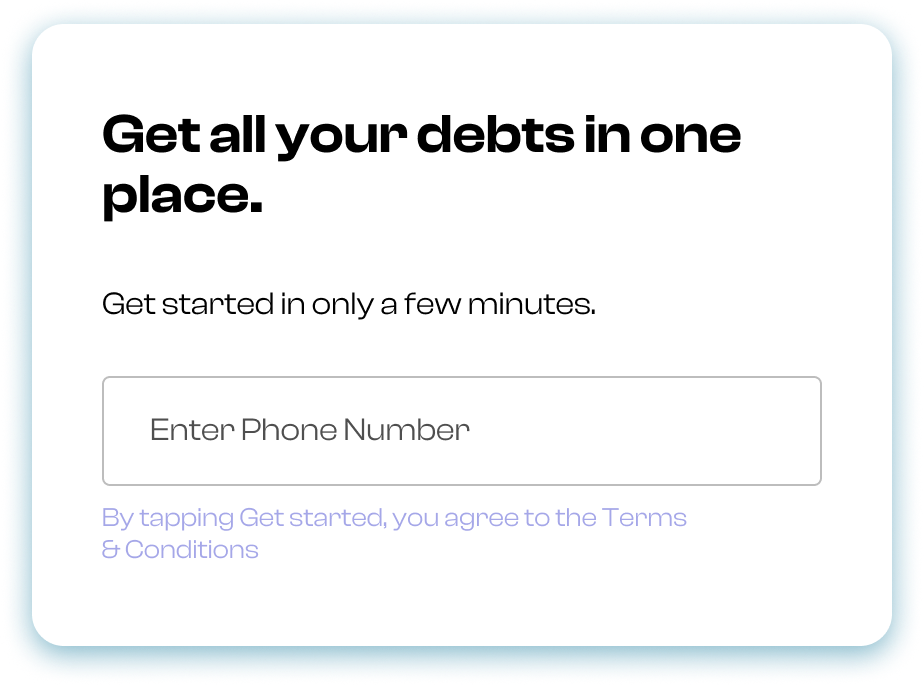 Get all your debts in one
place.
Get started in only a few minutes.
Enter Phone Number
By tapping Get started, you agree to the Terms
& Conditions